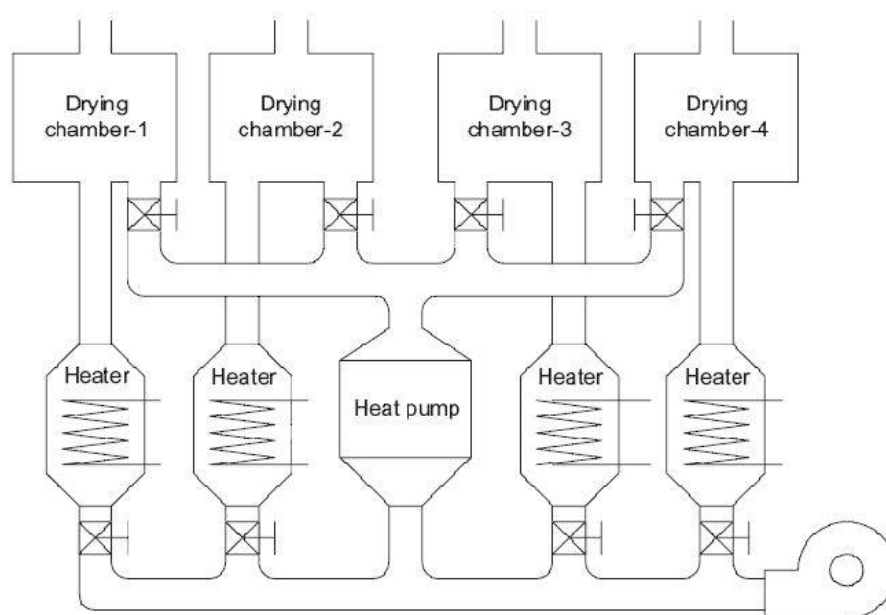 Drying
chamber-1
Drying
chamber-2
Drying
chamber-3
Drying
chamber-4
Heater
Heater
Heat pump
Heater
Heater